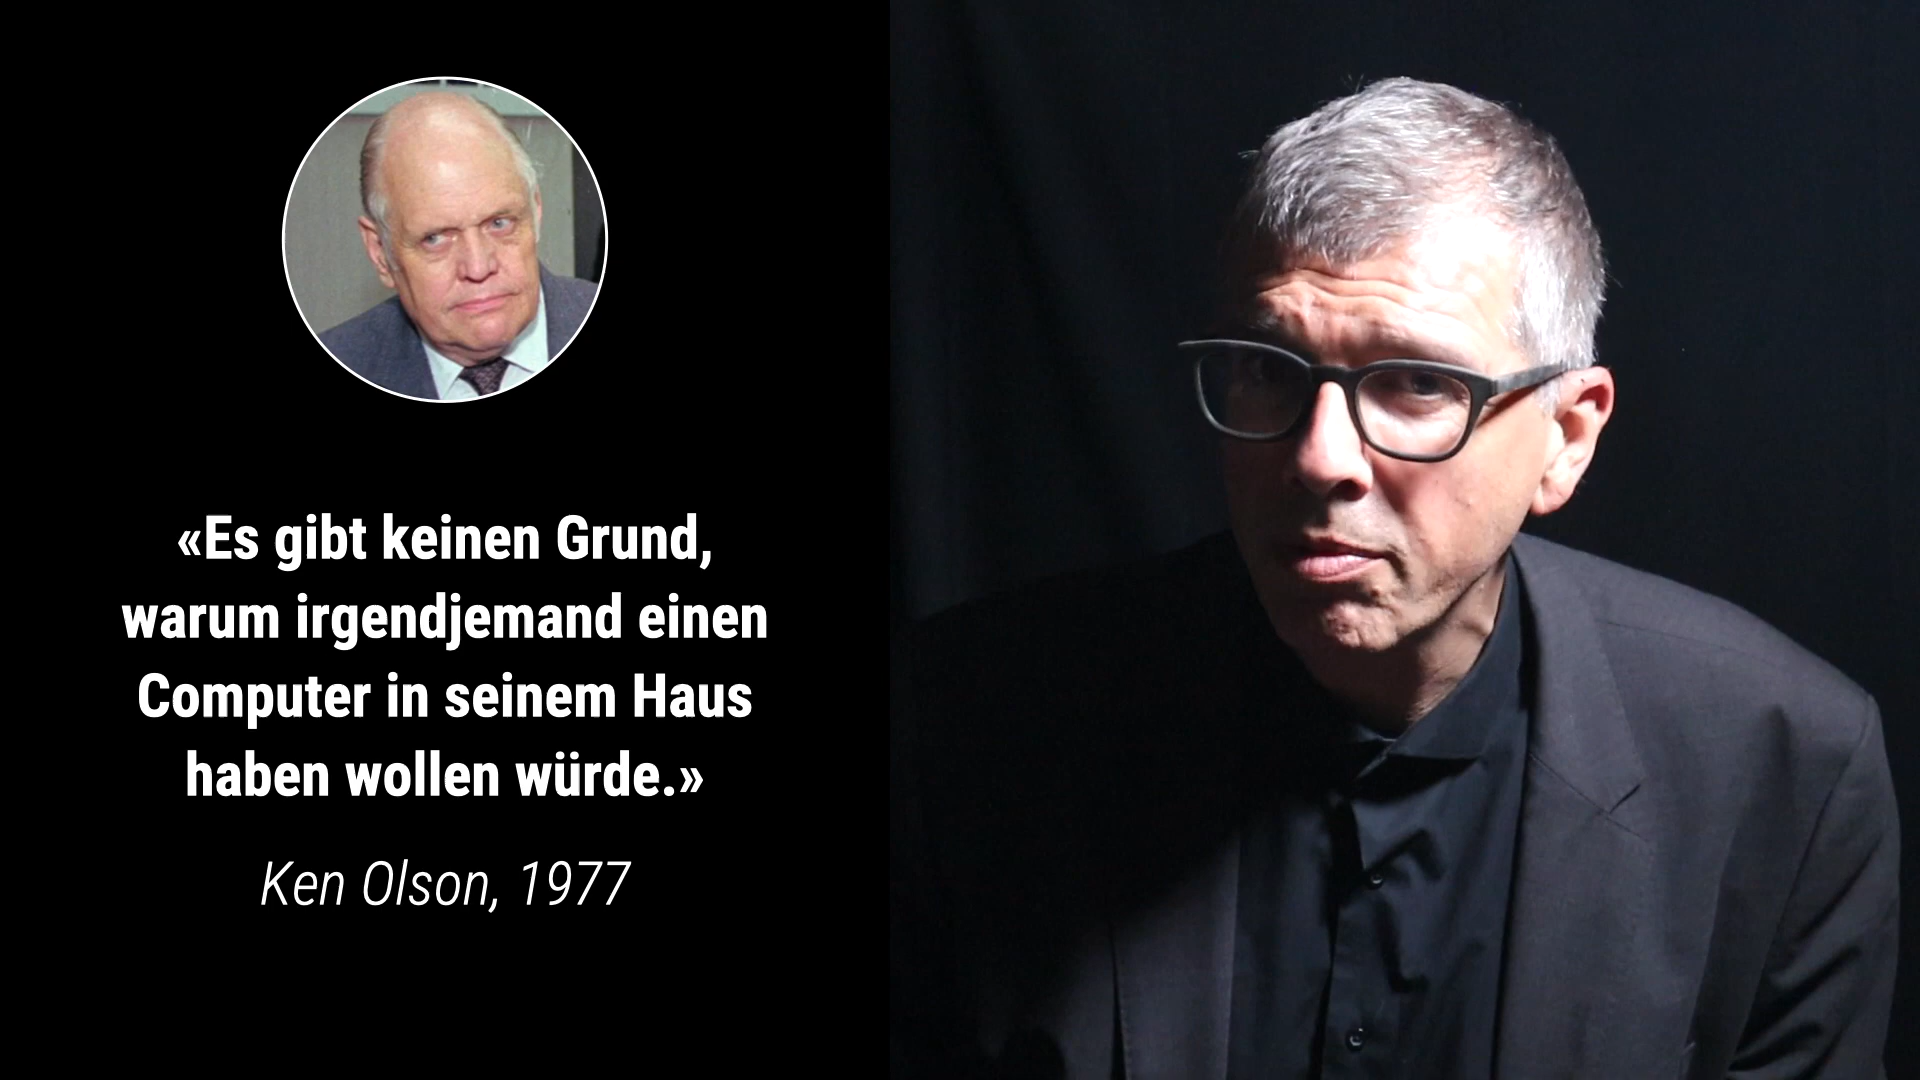 «Es gibt keinen Grund,
warum irgendjemand einen
Computer in seinem Haus
haben wollen würde.»
Ken Olson, 1977